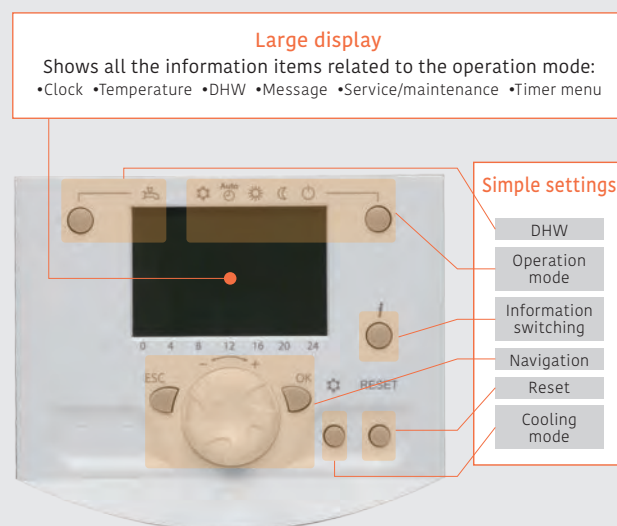 Large display
Shows all the information items related to the operation mode:
•Clock •Temperature •DHW •Message •Service/maintenance •Timer menu
Simple settings
Auto
DHW
Operation
mode
i
Information
switching
0 4 8 12 16 20 24
− +
ESC
OK
RESET
Navigation
Reset
Cooling
mode